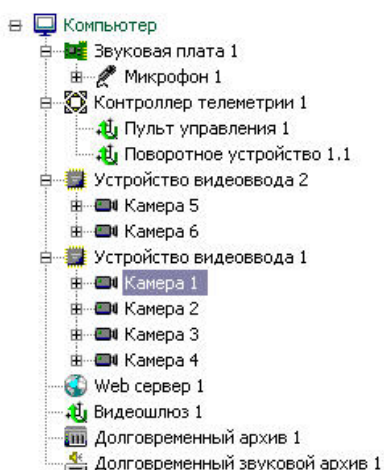 Компьютер
Звуковая плата 1
Микрофон 1
Контроллер телеметрии 1
Пульт управления 1
Поворотное устройство 1.1
Устройство видеоввода 2
Камера 5
Камера 6
Устройство видеоввода 1
Камера 1
Камера 2
Камера 3
Камера 4
Web сервер 1
Видеошлюз 1
Долговременный архив 1
Долговременный звуковой архив 1